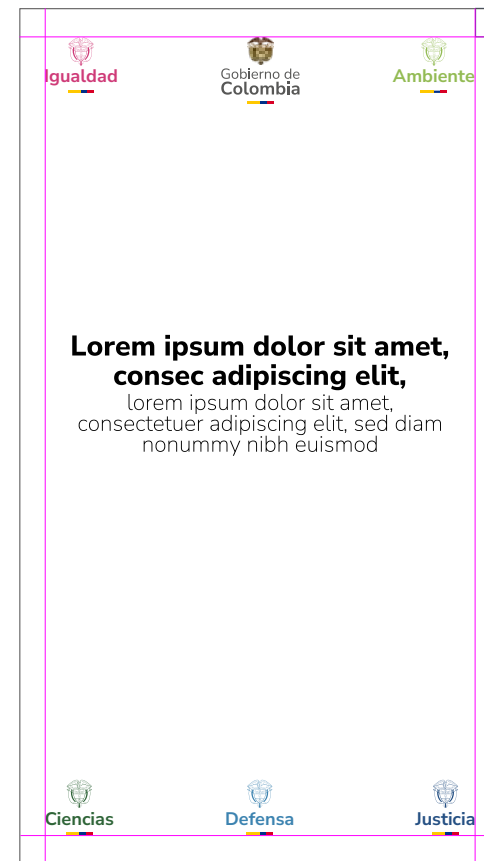 Igualdad
Gobierno de
Colombia
Ambiente
Lorem ipsum dolor sit amet,
consec adipiscing elit,
lorem ipsum dolor sit amet,
consectetuer adipiscing elit, sed diam
nonummy nibh euismod
Ciencias
Defensa
Justicia